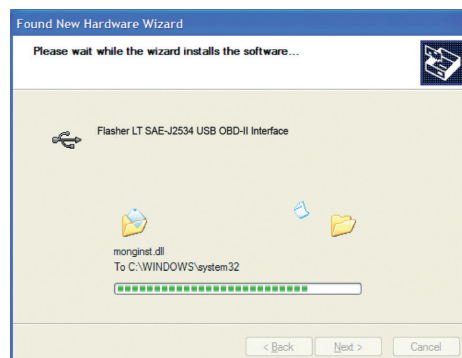 Found New Hardware Wizard
Please wait while the wizard installs the software...
Flasher LT SAE-J2534 USB OBD-II Interface
monginst.dll
To C:\WINDOWS\system32
< Back Next > Cancel